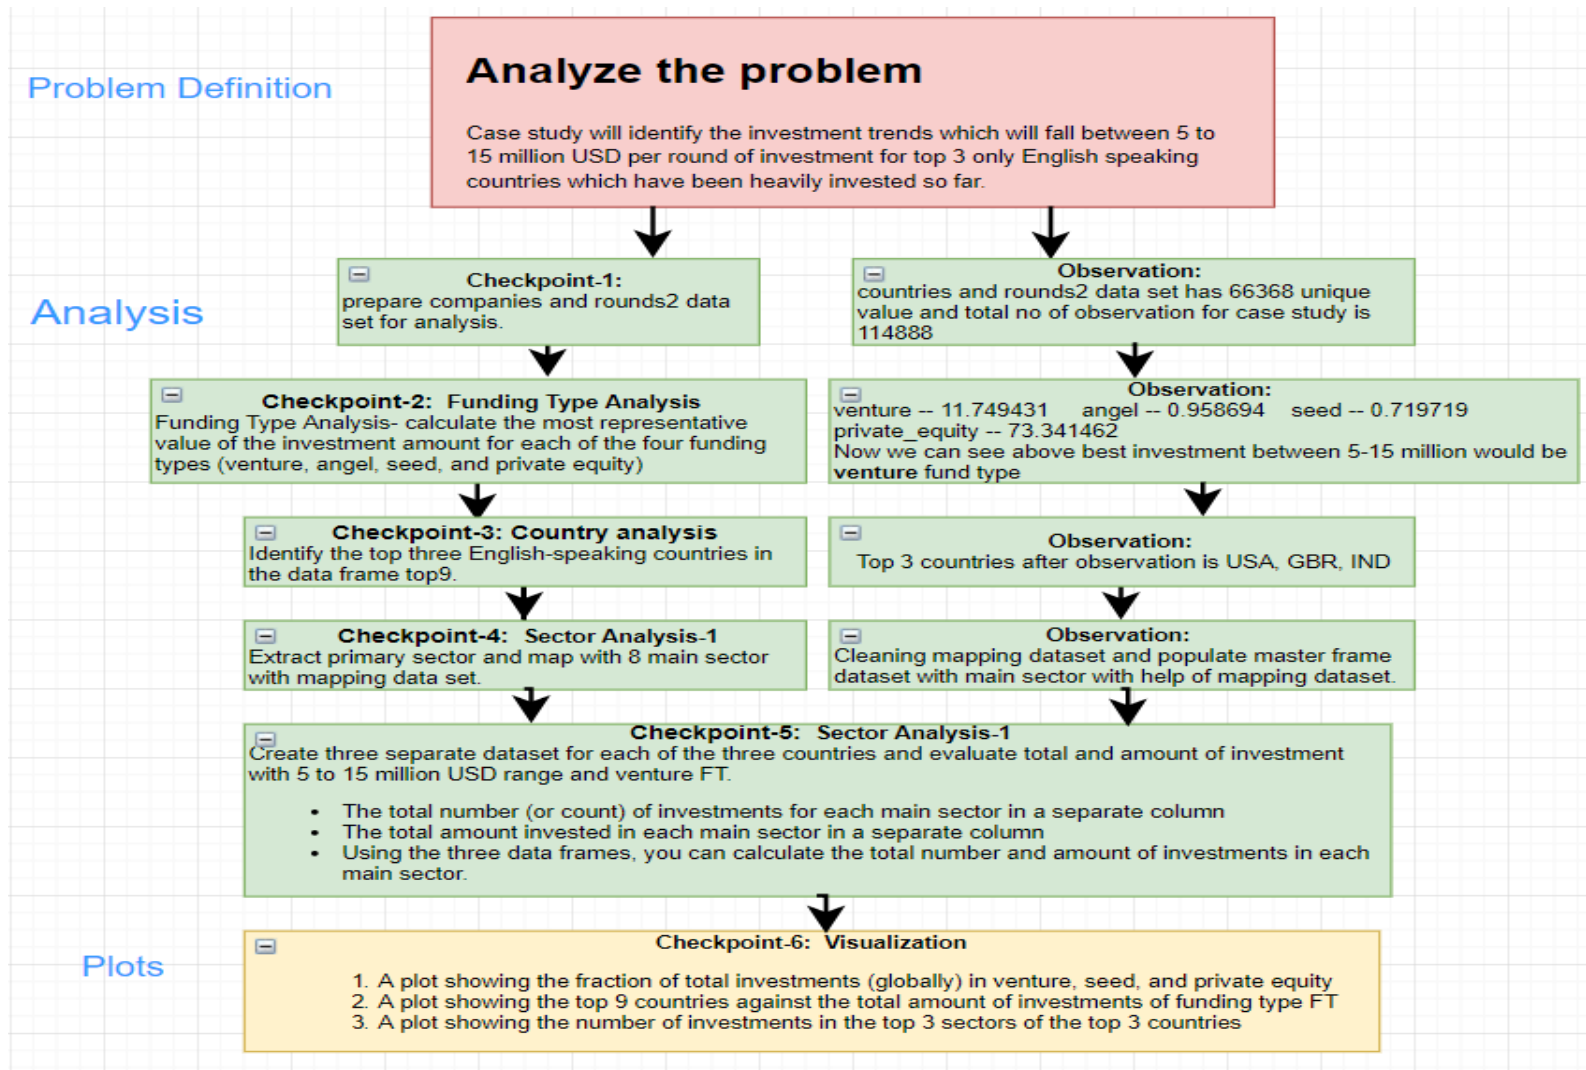 Problem Definition
Analyze the problem
Case study will identify the investment trends which will fall between 5 to
15 million USD per round of investment for top 3 only English speaking
countries which have been heavily invested so far.
Analysis
Checkpoint-1:
prepare companies and rounds2 data
set for analysis.
Observation:
countries and rounds2 data set has 66368 unique
value and total no of observation for case study is
114888
Checkpoint-2: Funding Type Analysis
Funding Type Analysis- calculate the most representative
value of the investment amount for each of the four funding
types (venture, angel, seed, and private equity)
Observation:
venture -- 11.749431 angel -- 0.958694 seed -- 0.719719
private_equity -- 73.341462
Now we can see above best investment between 5-15 million would be
venture fund type
Checkpoint-3: Country analysis
Identify the top three English-speaking countries in
the data frame top9.
Observation:
Top 3 countries after observation is USA, GBR, IND
Checkpoint-4: Sector Analysis-1
Extract primary sector and map with 8 main sector
with mapping data set.
Observation:
Cleaning mapping dataset and populate master frame
dataset with main sector with help of mapping dataset.
Checkpoint-5: Sector Analysis-1
Create three separate dataset for each of the three countries and evaluate total and amount of investment
with 5 to 15 million USD range and venture FT.
• The total number (or count) of investments for each main sector in a separate column
• The total amount invested in each main sector in a separate column
• Using the three data frames, you can calculate the total number and amount of investments in each
main sector.
Plots
Checkpoint-6: Visualization
1. A plot showing the fraction of total investments (globally) in venture, seed, and private equity
2. A plot showing the top 9 countries against the total amount of investments of funding type FT
3. A plot showing the number of investments in the top 3 sectors of the top 3 countries